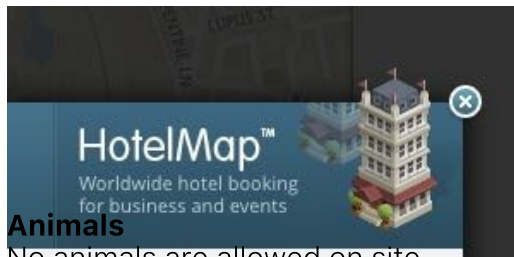 LUPUS ST
HotelMap™
Worldwide hotel booking
for business and events
Animals
No animals are allowed on site